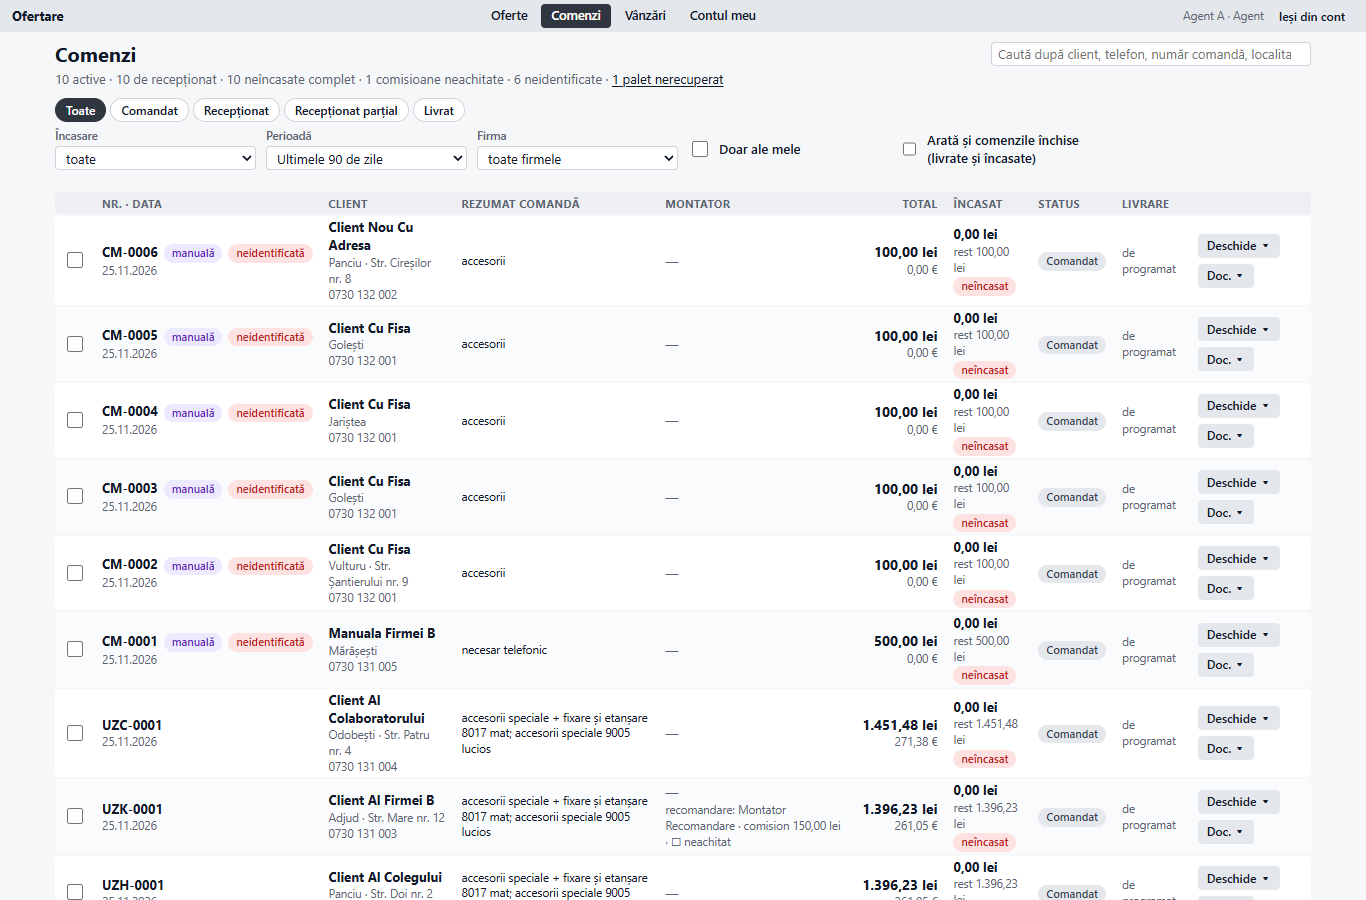 Ofertare
Oferte Comenzi Vânzări Contul meu
Agent A · Agent Ieși din cont
Comenzi
Caută după client, telefon, număr comandă, localita
10 active · 10 de recepționat · 10 neîncasate complet · 1 comisioane neachitate · 6 neidentificate · 1 palet nerecuperat
Toate Comandat Recepționat Recepționat parțial Livrat
Încasare Perioadă Firma
toate Ultimele 90 de zile toate firmele Doar ale mele
Arată și comenzile închise
(livrate și încasate)
NR. · DATA CLIENT REZUMAT COMANDĂ MONTATOR TOTAL ÎNCASAT STATUS LIVRARE
CM-0006 manuală neidentificată
25.11.2026
Client Nou Cu
Adresa
Panciu · Str. Cireșilor
nr. 8
0730 132 002
accesorii
—
100,00 lei
0,00 €
0,00 lei
rest 100,00
lei
neîncasat
Comandat
de
programat
Deschide
Doc.
CM-0005 manuală neidentificată
25.11.2026
Client Cu Fisa
Golești
0730 132 001
accesorii
—
100,00 lei
0,00 €
0,00 lei
rest 100,00
lei
neîncasat
Comandat
de
programat
Deschide
Doc.
CM-0004 manuală neidentificată
25.11.2026
Client Cu Fisa
Jariștea
0730 132 001
accesorii
—
100,00 lei
0,00 €
0,00 lei
rest 100,00
lei
neîncasat
Comandat
de
programat
Deschide
Doc.
CM-0003 manuală neidentificată
25.11.2026
Client Cu Fisa
Golești
0730 132 001
accesorii
—
100,00 lei
0,00 €
0,00 lei
rest 100,00
lei
neîncasat
Comandat
de
programat
Deschide
Doc.
CM-0002 manuală neidentificată
25.11.2026
Client Cu Fisa
Vulturu · Str.
Șantierului nr. 9
0730 132 001
accesorii
—
100,00 lei
0,00 €
0,00 lei
rest 100,00
lei
neîncasat
Comandat
de
programat
Deschide
Doc.
CM-0001 manuală neidentificată
25.11.2026
Manuala Firmei B
Mărășești
0730 131 005
necesar telefonic
—
500,00 lei
0,00 €
0,00 lei
rest 500,00
lei
neîncasat
Comandat
de
programat
Deschide
Doc.
UZC-0001
25.11.2026
Client Al
Colaboratorului
Odobești · Str. Patru
nr. 4
0730 131 004
accesorii speciale + fixare și etanșare
8017 mat; accesorii speciale 9005
lucios
—
1.451,48 lei
271,38 €
0,00 lei
rest 1.451,48
lei
neîncasat
Comandat
de
programat
Deschide
Doc.
UZK-0001
25.11.2026
Client Al Firmei B
Adjud · Str. Mare nr. 12
0730 131 003
accesorii speciale + fixare și etanșare
8017 mat; accesorii speciale 9005
lucios
—
recomandare: Montator
Recomandare · comision 150,00 lei
· ☐ neachitat
1.396,23 lei
261,05 €
0,00 lei
rest 1.396,23
lei
neîncasat
Comandat
de
programat
Deschide
Doc.
UZH-0001
25.11.2026
Client Al Colegului
Panciu · Str. Doi nr. 2
accesorii speciale + fixare și etanșare
8017 mat; accesorii speciale 9005
—
1.396,23 lei
261,05 €
0,00 lei
rest 1.396,23
lei
Comandat
de
programat
Deschide